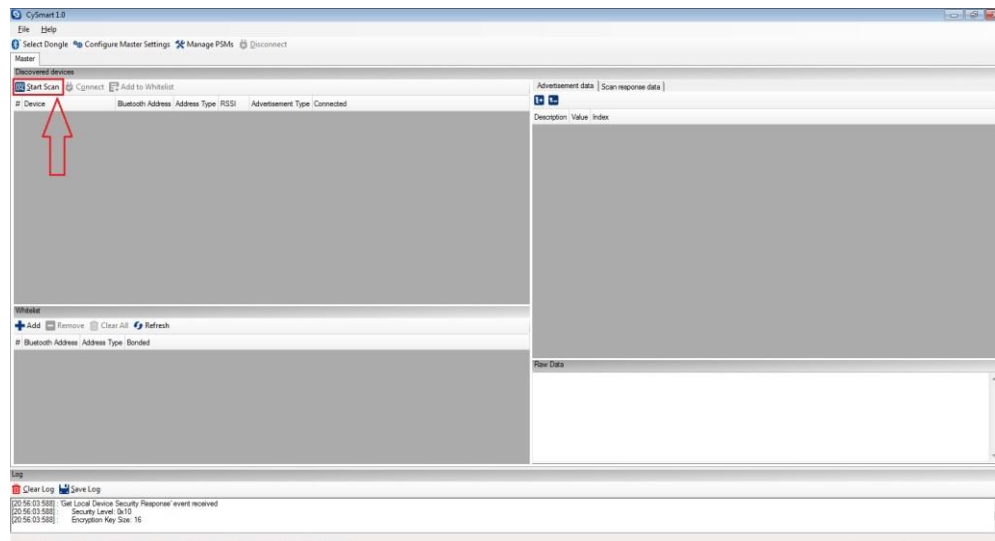 CySmart 1.0
File Help
Select Dongle Configure Master Settings Manage PSMs Disconnect
Master
Discovered devices
Start Scan Connect Add to Whitelist
# Device Bluetooth Address Address Type RSSI Advertisement Type Connected
Advertisement data Scan response data
Description Value Index
Whitelist
Add Remove Clear All Refresh
# Bluetooth Address Address Type Bonded
Raw Data
Log
Clear Log Save Log
[20:56:03:588] : 'Get Local Device Security Response' event received
[20:56:03:588] : Security Level: 0x10
[20:56:03:588] : Encryption Key Size: 16